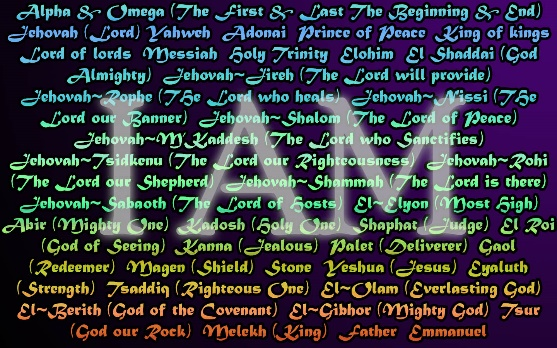 Alpha & Omega (The First & Last The Beginning & End)
Jehovah (Lord) Yahweh Adonai Prince of Peace King of kings
Lord of lords Messiah Holy Trinity Elohim El Shaddai (God
Almighty) Jehovah~Jireh (The Lord will provide)
Jehovah~Rophe (THe Lord who heals) Jehovah~Nissi (THe
Lord our Banner) Jehovah~Shalom (The Lord of Peace)
Jehovah~M'Kaddesh (The Lord who Sanctifies)
Jehovah~Tsidkenu (The Lord our Righteousness) Jehovah~Rohi
(The Lord our Shepherd) Jehovah~Shammah (The Lord is there)
Jehovah~Sabaoth (The Lord of Hosts) El~Elyon (Most High)
Abir (Mighty One) Kadosh (Holy One) Shaphat (Judge) El Roi
(God of Seeing) Kanna (Jealous) Palet (Deliverer) Gaol
(Redeemer) Magen (Shield) Stone Yeshua (Jesus) Eyaluth
(Strength) Tsaddiq (Righteous One) El~Olam (Everlasting God)
El~Berith (God of the Covenant) El~Gibhor (Mighty God) Tsur
(God our Rock) Melekh (King) Father Emmanuel
I AM